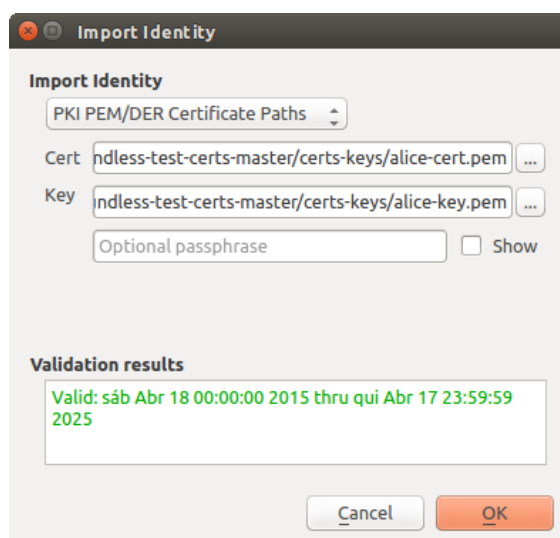 Import Identity
Import Identity
PKI PEM/DER Certificate Paths
Cert ndless-test-certs-master/certs-keys/alice-cert.pem ...
Key ndless-test-certs-master/certs-keys/alice-key.pem ...
Optional passphrase Show
Validation results
Valid: sáb Abr 18 00:00:00 2015 thru qui Abr 17 23:59:59
2025
Cancel OK